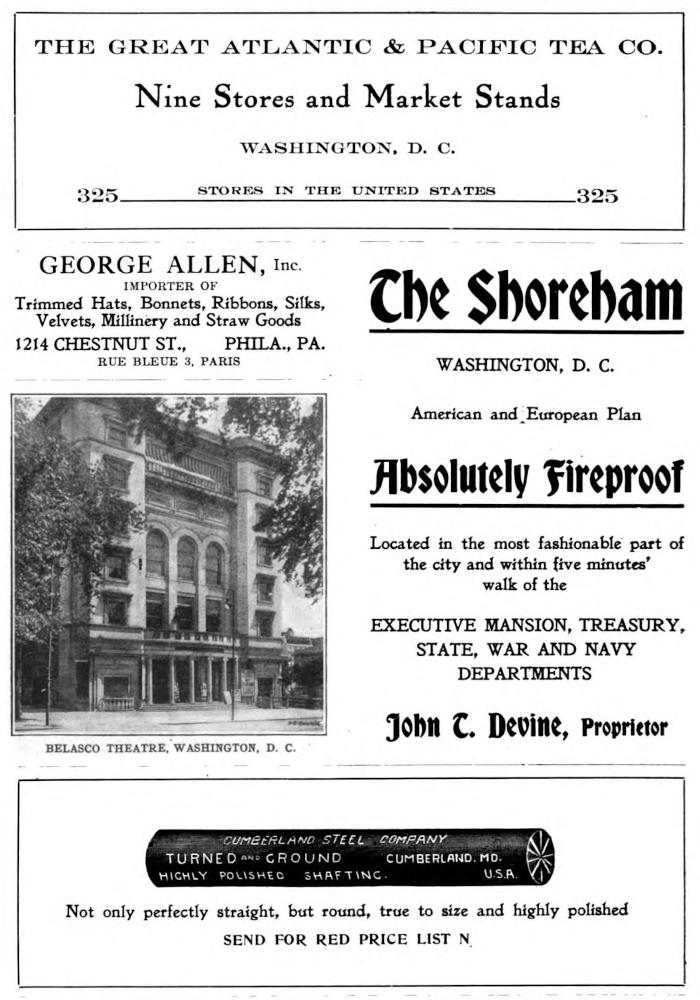 THE GREAT ATLANTIC & PACIFIC TEA CO.
Nine Stores and Market Stands
WASHINGTON, D. C.
325 STORES IN THE UNITED STATES 325
GEORGE ALLEN, Inc.
IMPORTER OF
Trimmed Hats, Bonnets, Ribbons, Silks,
Velvets, Millinery and Straw Goods
1214 CHESTNUT ST., PHILA., PA.
RUE BLEUE 3, PARIS
BELASCO THEATRE, WASHINGTON, D. C.
The Shoreham
WASHINGTON, D. C.
American and European Plan
Absolutely Fireproof
Located in the most fashionable part of
the city and within five minutes'
walk of the
EXECUTIVE MANSION, TREASURY,
STATE, WAR AND NAVY
DEPARTMENTS
John T. Devine, Proprietor
CUMBERLAND STEEL COMPANY
TURNED AND GROUND CUMBERLAND. MD.
HIGHLY POLISHED SHAFTING. U.S.A.
Not only perfectly straight, but round, true to size and highly polished
SEND FOR RED PRICE LIST N